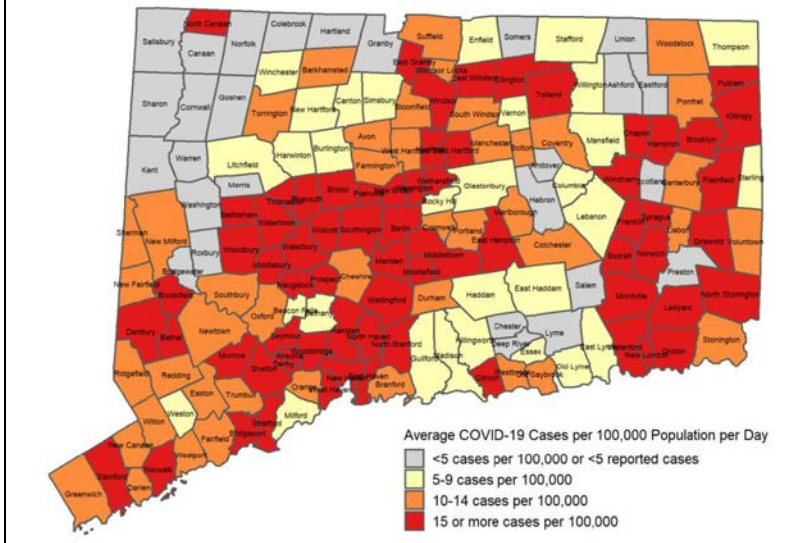 North Canaan Colebrook Hartland Suffield Enfield Somers Stafford Union Woodstock Thompson
Salisbury Canaan Norfolk Granby East Granby Windsor Locks
Winchester Barkhamsted East Windsor Ellington Tolland Willington Ashford Eastford Putnam
Sharon Cornwall Goshen Torrington New Hartford Canton Simsbury Bloomfield Windsor South Windsor Vernon Pomfret Killingly
Avon West Hartford East Hartford Manchester Bolton Coventry Mansfield Chaplin Hampton Brooklyn
Kent Warren Litchfield Harwinton Burlington Farmington Andover
Morris Wethersfield Glastonbury Hebron Columbia Windham Scotland Canterbury Plainfield Sterling
Washington Bethlehem Thomaston Plymouth Bristol Rocky Hill Marlborough Lebanon
Sherman New Milford Roxbury Woodbury Watertown Wolcott Southington Berlin Cromwell Portland East Hampton Colchester Franklin Sprague Lisbon Griswold Voluntown
Bridgewater Middlebury Waterbury Meriden Middletown Bozrah Norwich Preston
New Fairfield Brookfield Southbury Naugatuck Prospect Cheshire Middlefield Haddam East Haddam Salem Montville Ledyard North Stonington
Danbury Bethel Newtown Oxford Beacon Falls Bethany Wallingford Durham
Seymour Hamden North Haven North Branford Guilford Madison Killingworth Chester Deep River Lyme Essex East Lyme Waterford New London Groton Stonington
Ridgefield Redding Monroe Shelton Ansonia Derby Woodbridge New Haven East Haven West Haven Branford Clinton Westbrook Old Saybrook Old Lyme
Wilton Weston Easton Trumbull Orange Milford Stratford Bridgeport
New Canaan Fairfield Westport
Greenwich Stamford Darien Norwalk
Average COVID-19 Cases per 100,000 Population per Day
<5 cases per 100,000 or <5 reported cases
5-9 cases per 100,000
10-14 cases per 100,000
15 or more cases per 100,000